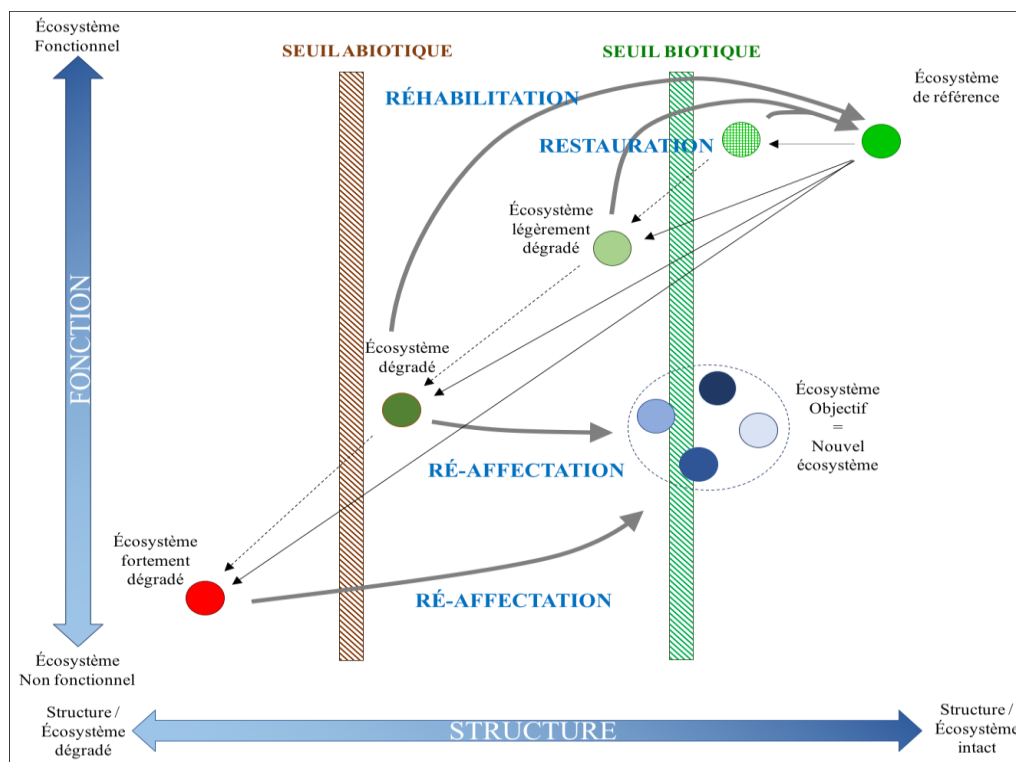 Écosystème
Fonctionnel
SEUIL ABIOTIQUE
SEUIL BIOTIQUE
Écosystème
de référence
RÉHABILITATION
RESTAURATION
Écosystème
légèrement
dégradé
FONCTION
Écosystème
dégradé
Écosystème
Objectif
=
Nouvel
écosystème
RÉ-AFFECTATION
Écosystème
fortement
dégradé
RÉ-AFFECTATION
Écosystème
Non fonctionnel
Structure /
Écosystème
dégradé
STRUCTURE
Structure /
Écosystème
intact